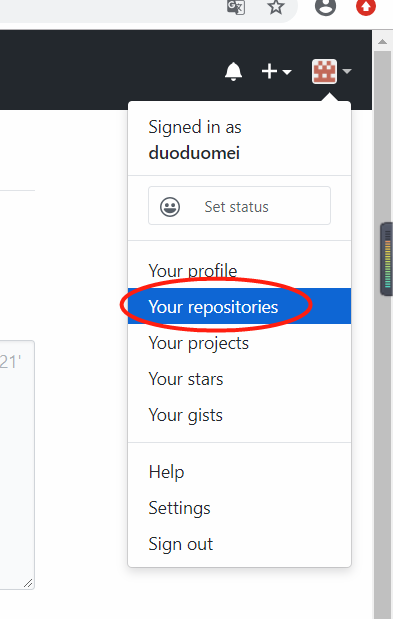 Signed in as
duoduomei
Set status
Your profile
Your repositories
Your projects
21'
Your stars
Your gists
Help
Settings
Sign out